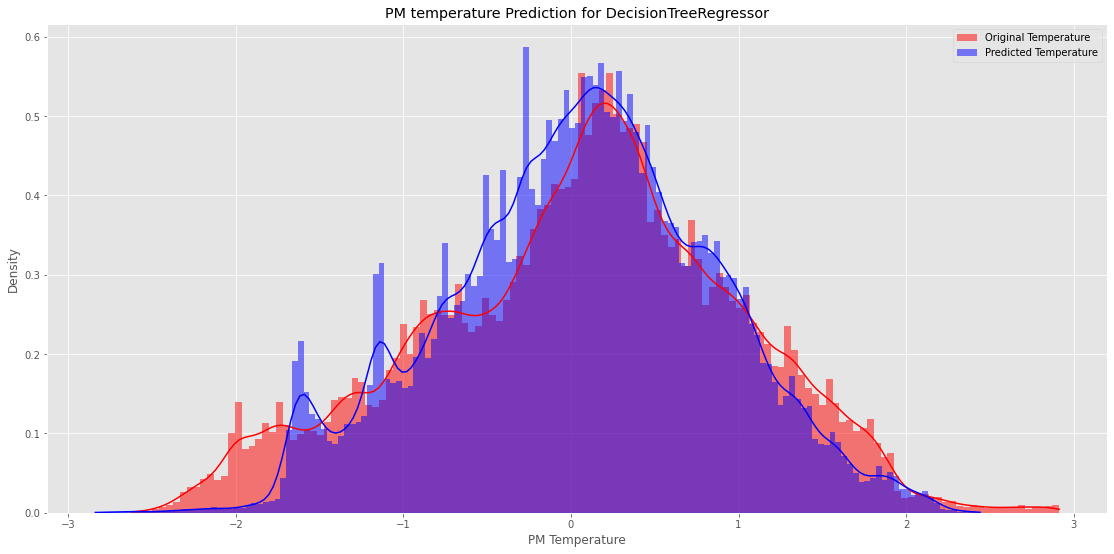 PM temperature Prediction for DecisionTreeRegressor
Original Temperature
Predicted Temperature
0.6
0.5
0.4
0.3
0.2
0.1
0.0
Density
−3
−2
−1
0
1
2
3
PM Temperature